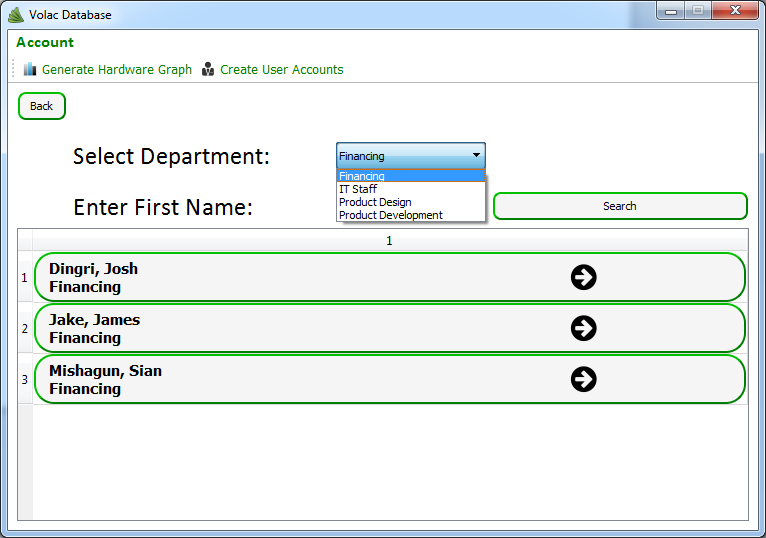 Volac Database
Account
Generate Hardware Graph Create User Accounts
Back
Select Department: Financing
Financing
IT Staff
Product Design
Product Development
Enter First Name: Search
1
1 Dingri, Josh
Financing
2 Jake, James
Financing
3 Mishagun, Sian
Financing